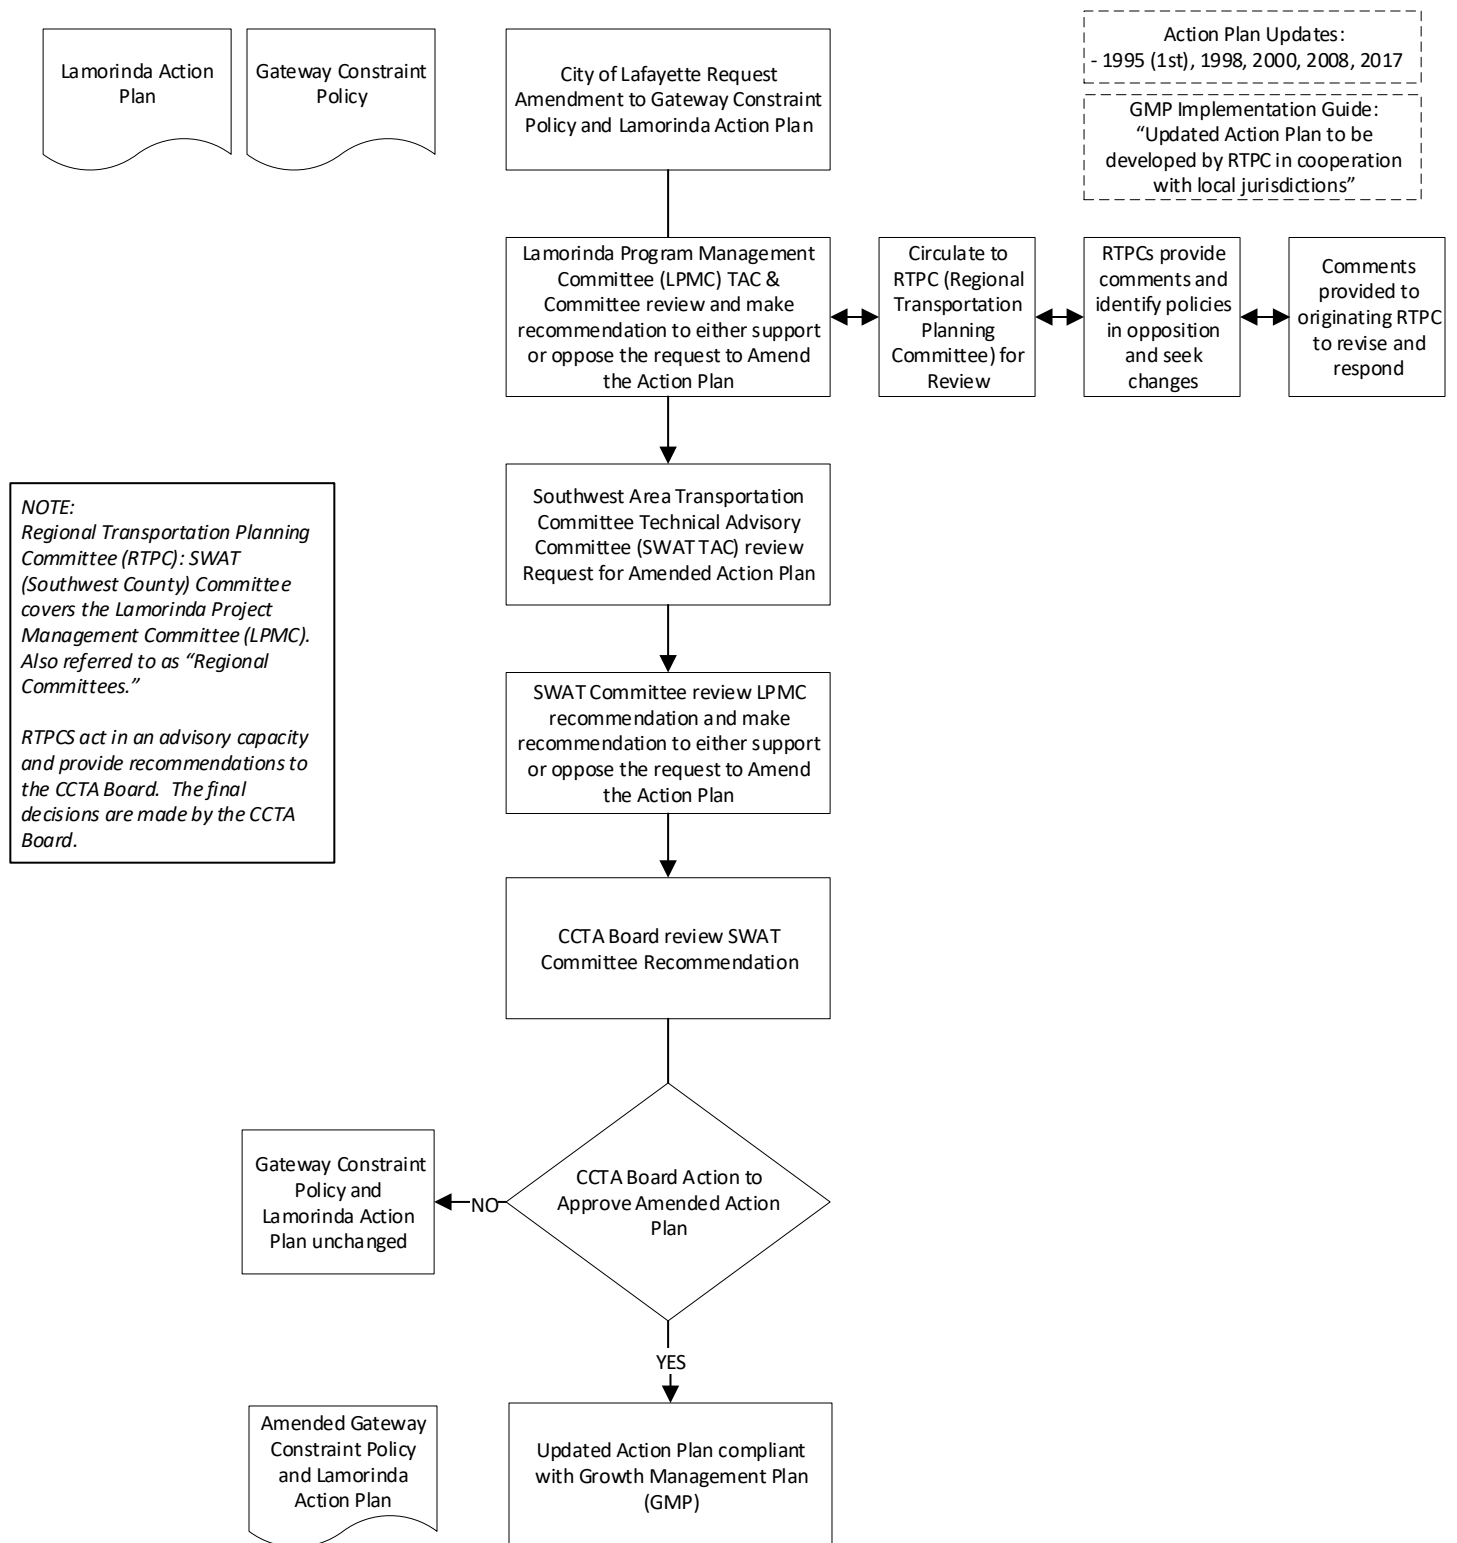 Lamorinda Action
Plan
Gateway Constraint
Policy
City of Lafayette Request
Amendment to Gateway Constraint
Policy and Lamorinda Action Plan
Action Plan Updates:
- 1995 (1st), 1998, 2000, 2008, 2017
GMP Implementation Guide:
“Updated Action Plan to be
developed by RTPC in cooperation
with local jurisdictions”
Lamorinda Program Management
Committee (LPMC) TAC &
Committee review and make
recommendation to either support
or oppose the request to Amend
the Action Plan
Circulate to
RTPC (Regional
Transportation
Planning
Committee) for
Review
RTPCs provide
comments and
identify policies
in opposition
and seek
changes
Comments
provided to
originating RTPC
to revise and
respond
Southwest Area Transportation
Committee Technical Advisory
Committee (SWAT TAC) review
Request for Amended Action Plan
NOTE:
Regional Transportation Planning
Committee (RTPC): SWAT
(Southwest County) Committee
covers the Lamorinda Project
Management Committee (LPMC).
Also referred to as “Regional
Committees.”
RTPCS act in an advisory capacity
and provide recommendations to
the CCTA Board. The final
decisions are made by the CCTA
Board.
SWAT Committee review LPMC
recommendation and make
recommendation to either support
or oppose the request to Amend
the Action Plan
CCTA Board review SWAT
Committee Recommendation
CCTA Board Action to
Approve Amended Action
Plan
NO
Gateway Constraint
Policy and
Lamorinda Action
Plan unchanged
YES
Amended Gateway
Constraint Policy
and Lamorinda
Action Plan
Updated Action Plan compliant
with Growth Management Plan
(GMP)